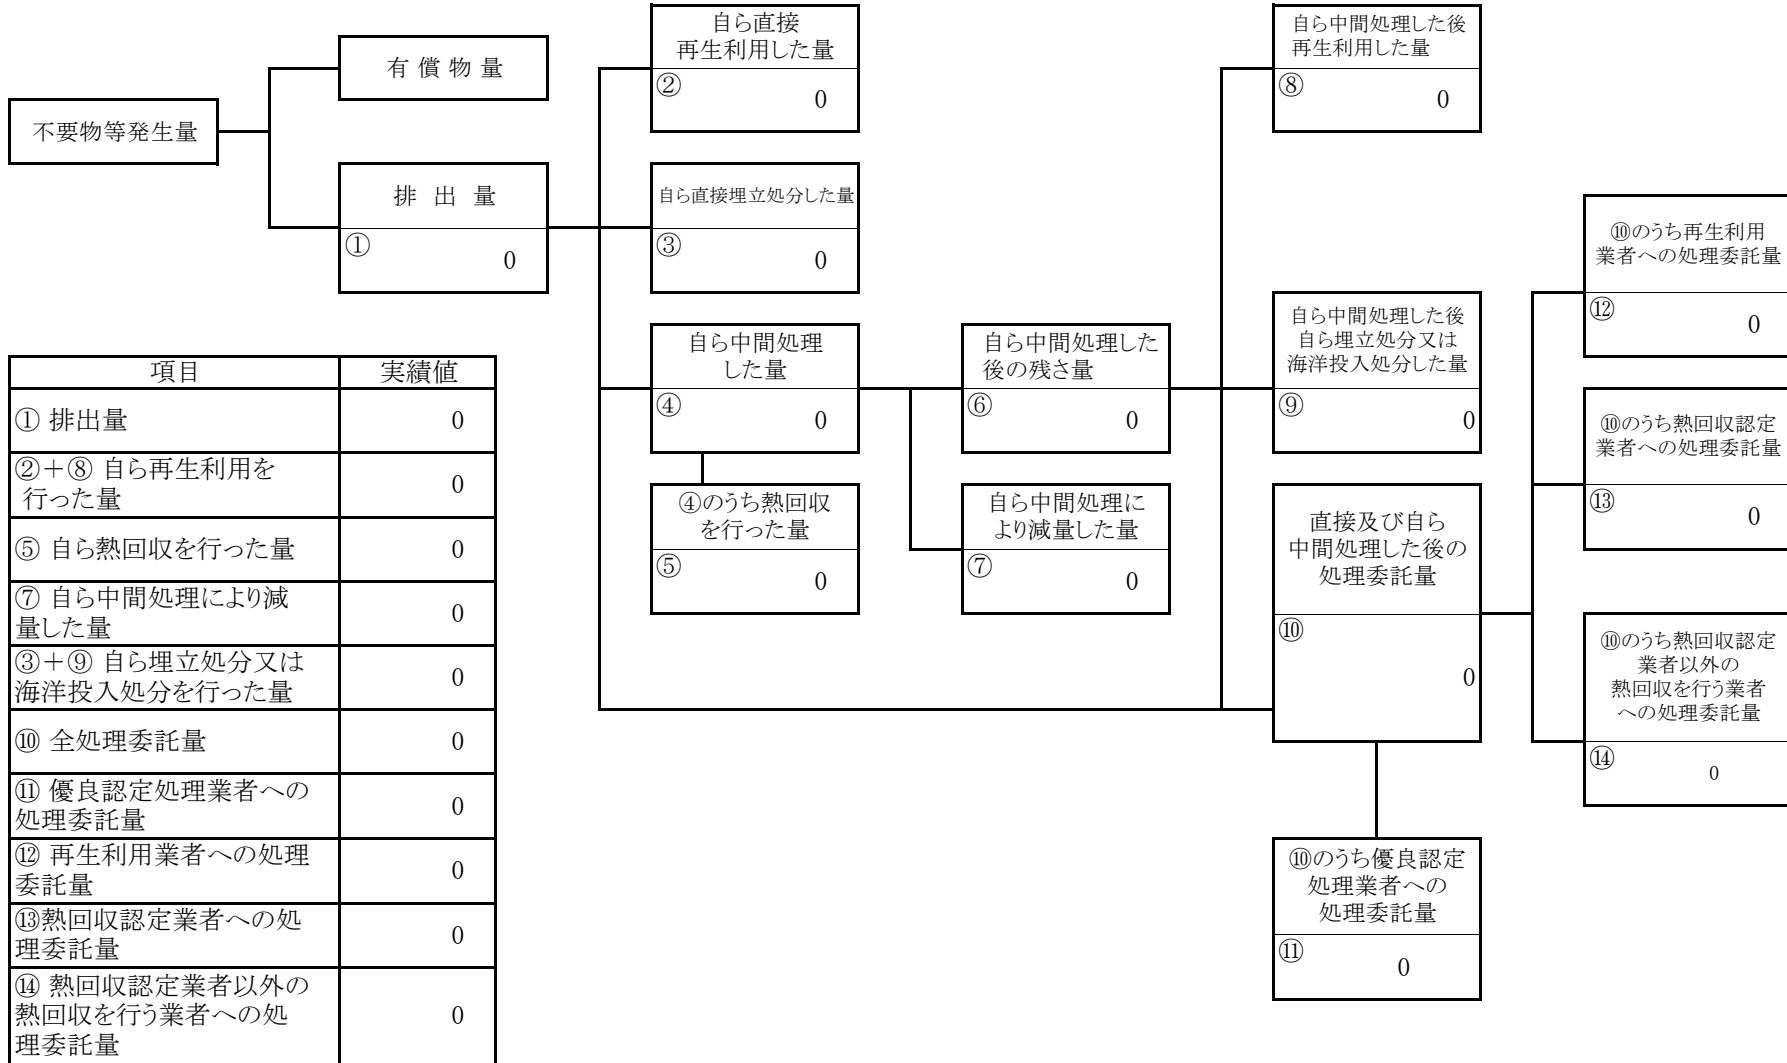 不要物等発生量
有 償 物 量
排 出 量
①
0
自ら直接
再生利用した量
②
0
自ら直接埋立処分した量
③
0
自ら中間処理
した量
④
0
④のうち熱回収
を行った量
⑤
0
自ら中間処理した
後の残さ量
⑥
0
自ら中間処理に
より減量した量
⑦
0
自ら中間処理した後
再生利用した量
⑧
0
自ら中間処理した後
自ら埋立処分又は
海洋投入処分した量
⑨
0
直接及び自ら
中間処理した後の
処理委託量
⑩
0
⑩のうち優良認定
処理業者への
処理委託量
⑪
0
⑩のうち再生利用
業者への処理委託量
⑫
0
⑩のうち熱回収認定
業者への処理委託量
⑬
0
⑩のうち熱回収認定
業者以外の
熱回収を行う業者
への処理委託量
⑭
0
項目 実績値
① 排出量 0
②+⑧ 自ら再生利用を
行った量 0
⑤ 自ら熱回収を行った量 0
⑦ 自ら中間処理により減
量した量 0
③+⑨ 自ら埋立処分又は
海洋投入処分を行った量 0
⑩ 全処理委託量 0
⑪ 優良認定処理業者への
処理委託量 0
⑫ 再生利用業者への処理
委託量 0
⑬熱回収認定業者への処
理委託量 0
⑭ 熱回収認定業者以外の
熱回収を行う業者への処
理委託量 0